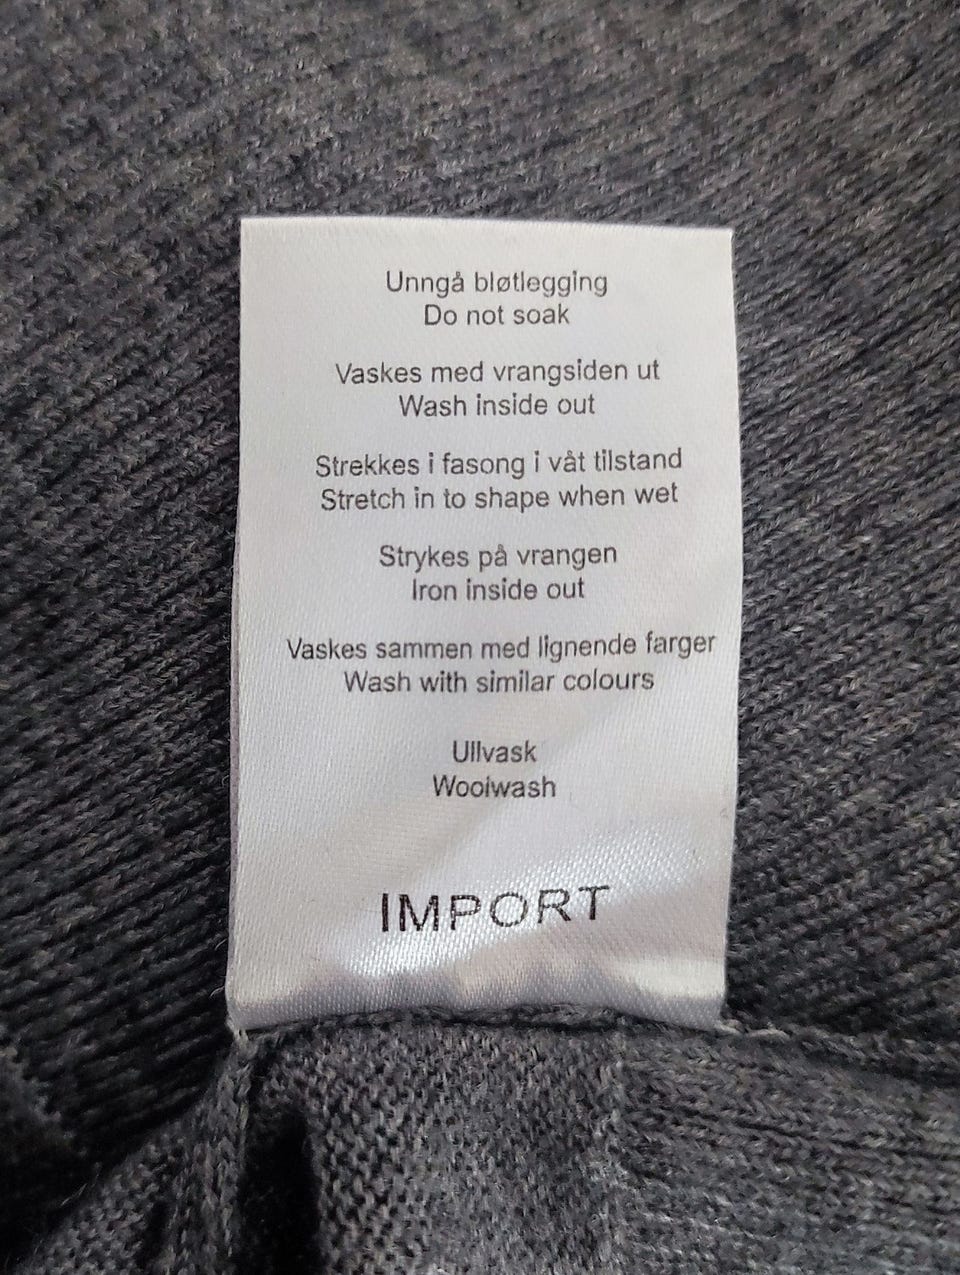 Unngå bløtlegging
Do not soak
Vaskes med vrangsiden ut
Wash inside out
Strekkes i fasong i våt tilstand
Stretch in to shape when wet
Strykes på vrangen
Iron inside out
Vaskes sammen med lignende farger
Wash with similar colours
Ullvask
Woolwash
IMPORT